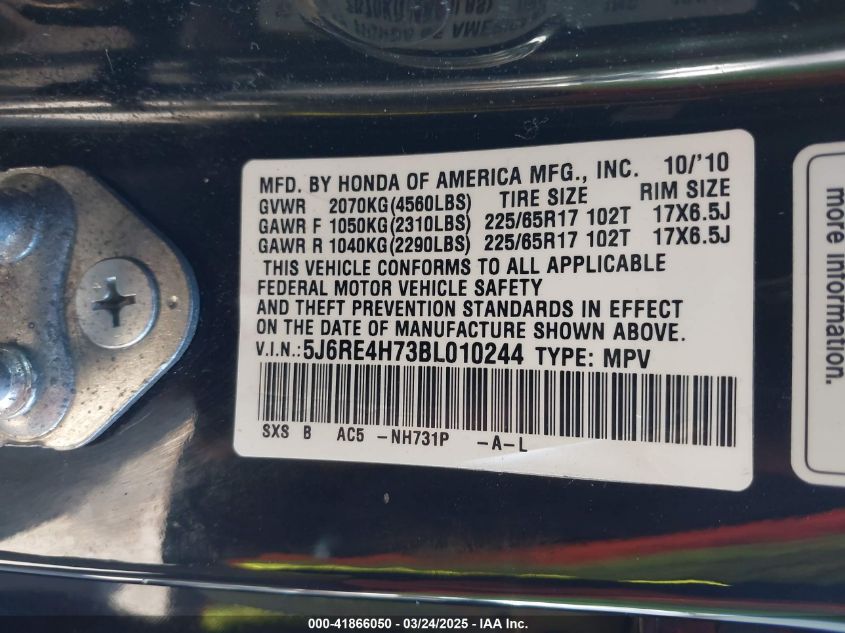 MFD. BY HONDA OF AMERICA MFG., INC. 10/'10
GVWR 2070KG(4560LBS) TIRE SIZE RIM SIZE
GAWR F 1050KG(2310LBS) 225/65R17 102T 17X6.5J
GAWR R 1040KG(2290LBS) 225/65R17 102T 17X6.5J
THIS VEHICLE CONFORMS TO ALL APPLICABLE
FEDERAL MOTOR VEHICLE SAFETY
AND THEFT PREVENTION STANDARDS IN EFFECT
ON THE DATE OF MANUFACTURE SHOWN ABOVE.
V.I.N.:5J6RE4H73BL010244 TYPE: MPV
SXS B AC5 -NH731P -A-L
information.
000-41866050 - 03/24/2025 - IAA Inc.